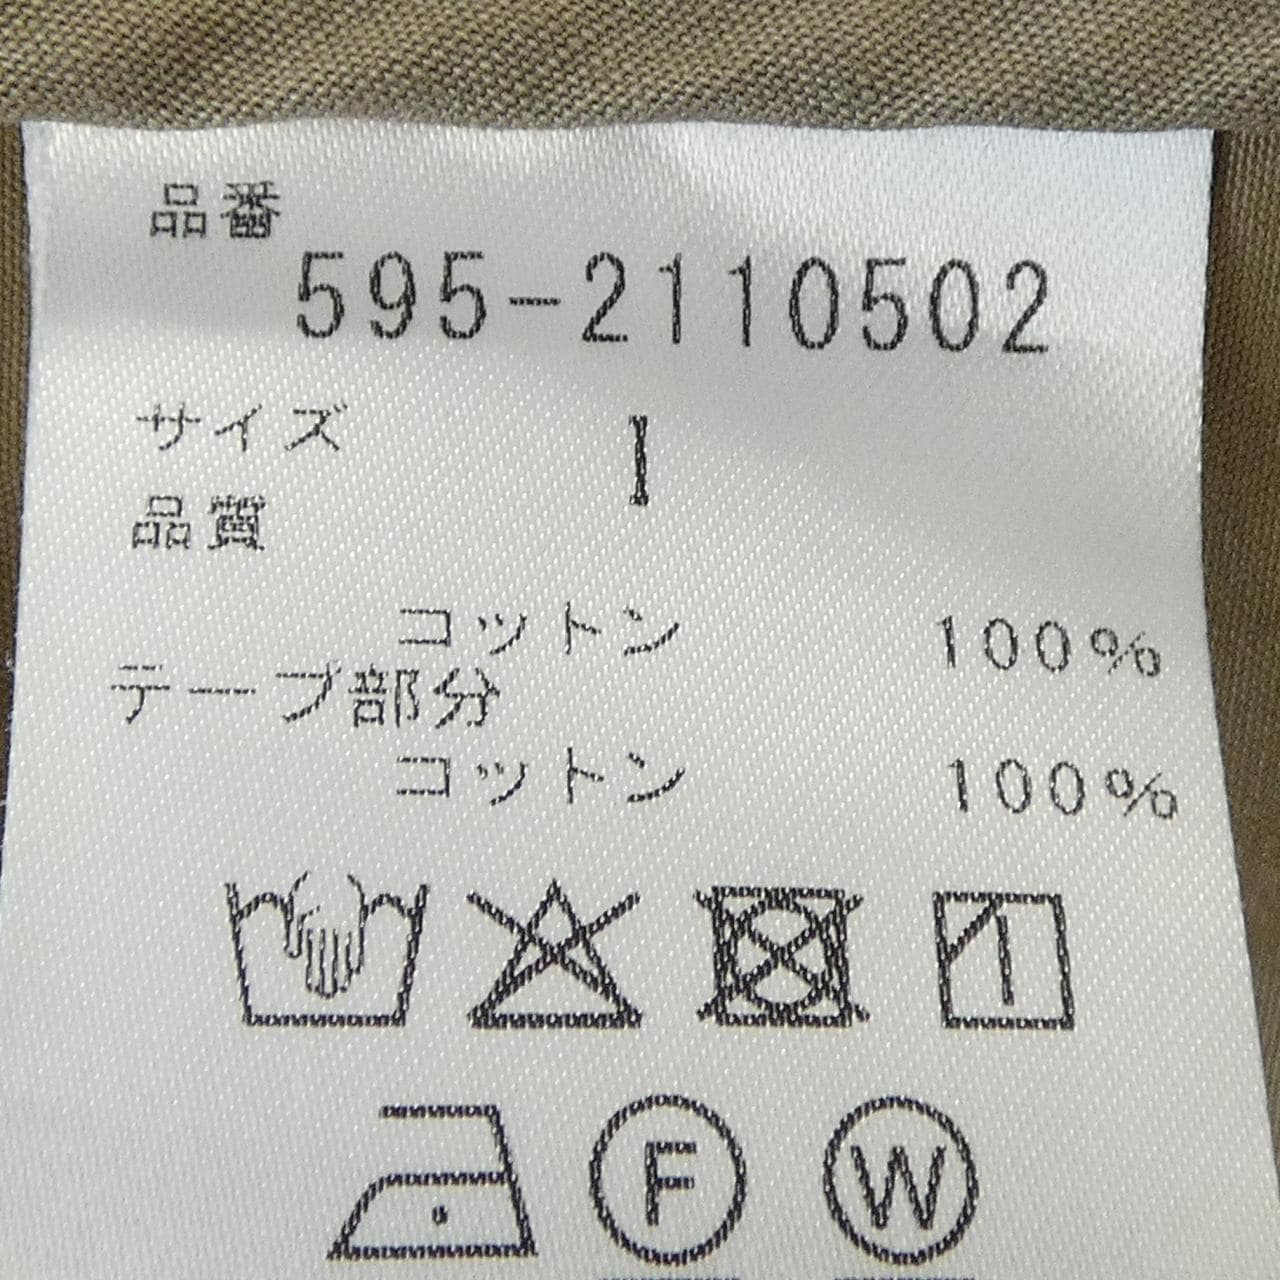 品番
595-2110502
サイズ I
品質
コットン 100%
テープ部分
コットン 100%
F W